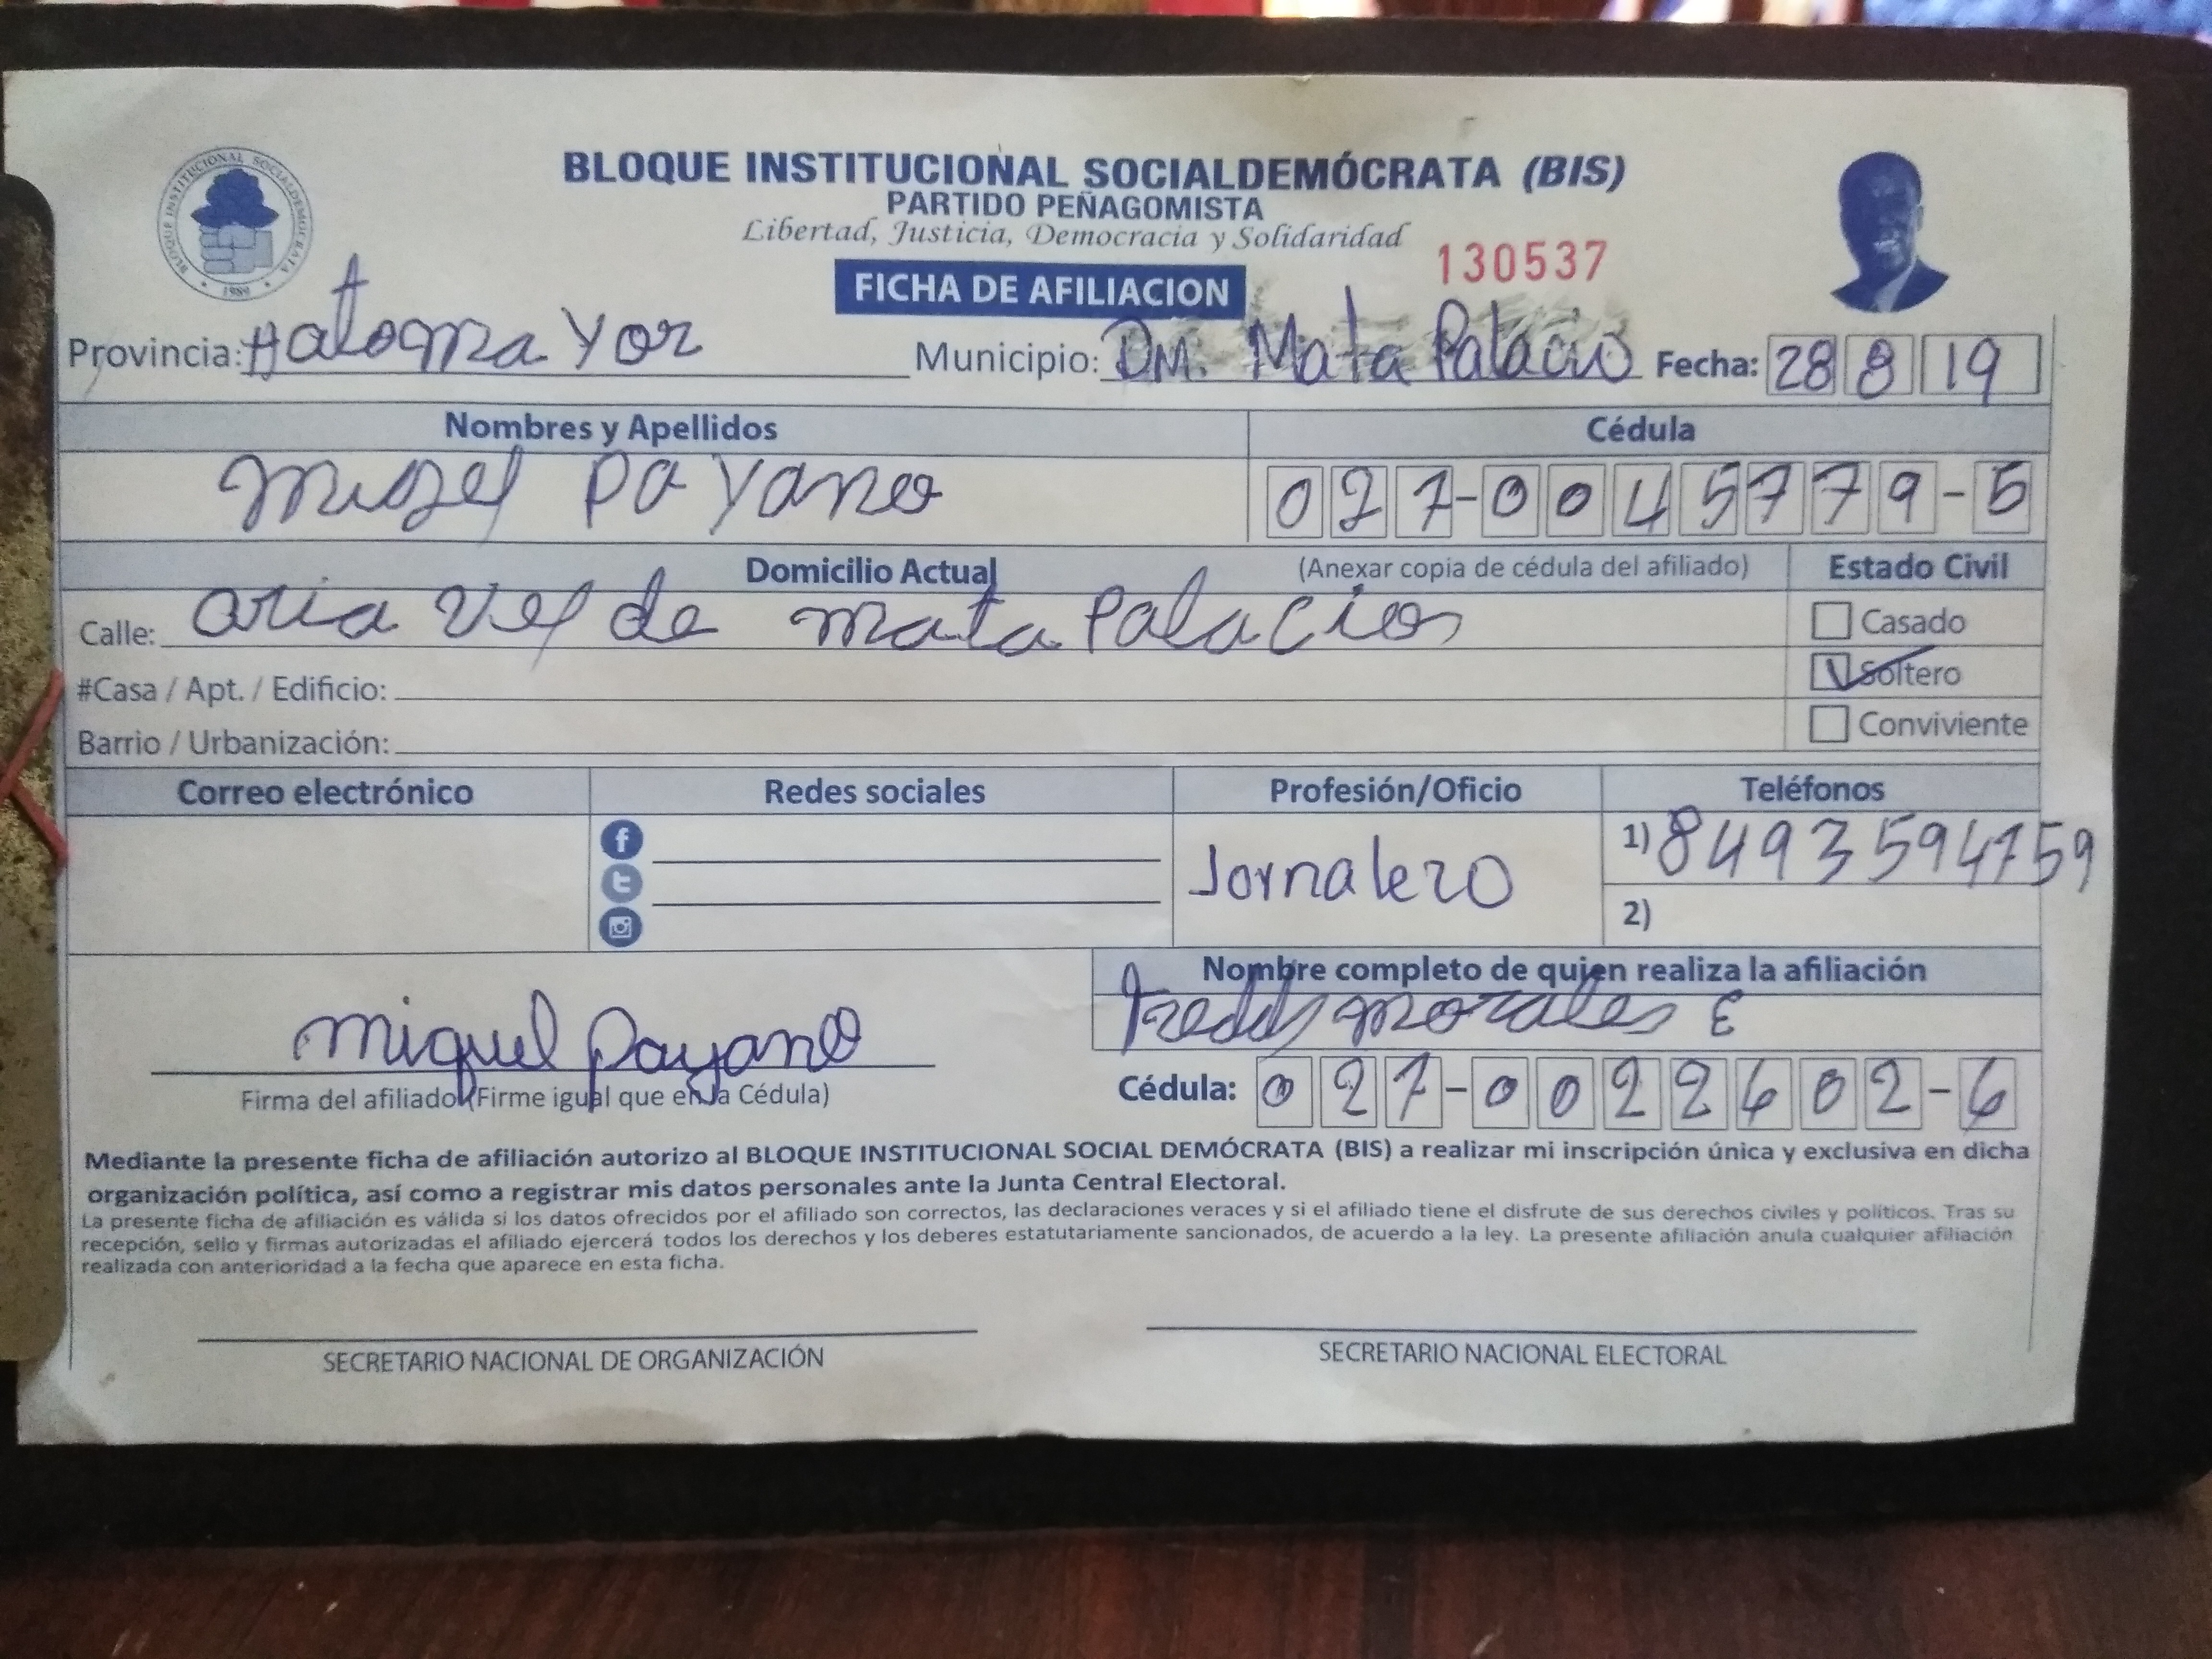 BLOQUE INSTITUCIONAL SOCIALDEMÓCRATA (BIS)
PARTIDO PEÑAGOMISTA
Libertad, Justicia, Democracia y Solidaridad
BLOQUE INSTITUCIONAL SOCIALDEMOCRATA
1989
130537
FICHA DE AFILIACION
Provincia: Hatoma Yor Municipio: DM. Mata Palacio Fecha: 28 8 19
Nombres y Apellidos Cédula
Payano 027-0045779-5
Domicilio Actual (Anexar copia de cédula del afiliado) Estado Civil
Calle: de mata Palacios
Casado
Soltero
#Casa / Apt. / Edificio:
Conviviente
Barrio / Urbanización:
Correo electrónico Redes sociales Profesión/Oficio Teléfonos
Jornalero 1) 8493594759
2)
Nombre completo de quien realiza la afiliación
Freddy morales E
miguel Payano
Firma del afiliado (Firme igual que en la Cédula)
Cédula: 027-0022602-6
Mediante la presente ficha de afiliación autorizo al BLOQUE INSTITUCIONAL SOCIAL DEMÓCRATA (BIS) a realizar mi inscripción única y exclusiva en dicha
organización política, así como a registrar mis datos personales ante la Junta Central Electoral.
La presente ficha de afiliación es válida si los datos ofrecidos por el afiliado son correctos, las declaraciones veraces y si el afiliado tiene el disfrute de sus derechos civiles y políticos. Tras su
recepción, sello y firmas autorizadas el afiliado ejercerá todos los derechos y los deberes estatutariamente sancionados, de acuerdo a la ley. La presente afiliación anula cualquier afiliación
realizada con anterioridad a la fecha que aparece en esta ficha.
SECRETARIO NACIONAL DE ORGANIZACIÓN SECRETARIO NACIONAL ELECTORAL